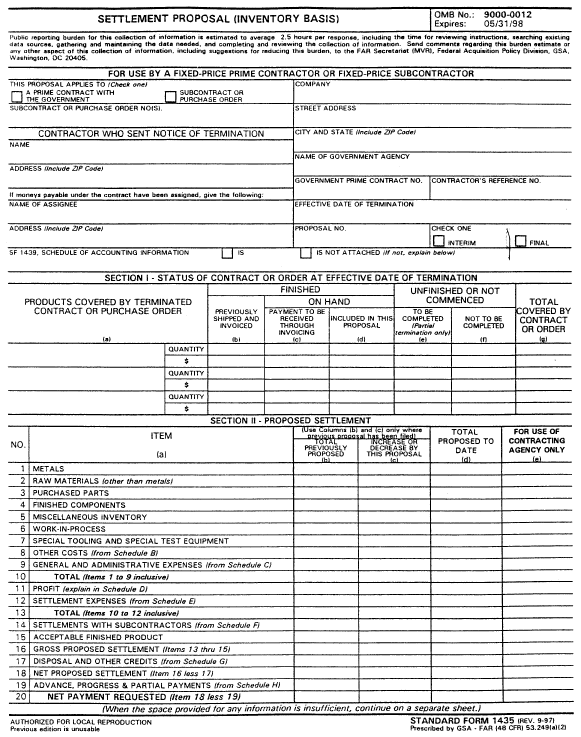 SETTLEMENT PROPOSAL (INVENTORY BASIS)
OMB No.: 9000-0012
Expires: 05/31/98
Public reporting burden for this collection of information is estimated to average 2.5 hours per response, including the time for reviewing instructions, searching existing
data sources, gathering and maintaining the data needed, and completing and reviewing the collection of information. Send comments regarding this burden estimate or
any other aspect of this collection of information, including suggestions for reducing this burden, to the FAR Secretariat (MVR), Federal Acquisition Policy Division, GSA,
Washington, DC 20405.
FOR USE BY A FIXED-PRICE PRIME CONTRACTOR OR FIXED-PRICE SUBCONTRACTOR
THIS PROPOSAL APPLIES TO (Check one)
A PRIME CONTRACT WITH
THE GOVERNMENT
SUBCONTRACT OR
PURCHASE ORDER
COMPANY
SUBCONTRACT OR PURCHASE ORDER NO(S).
STREET ADDRESS
CONTRACTOR WHO SENT NOTICE OF TERMINATION
CITY AND STATE (Include ZIP Code)
NAME
NAME OF GOVERNMENT AGENCY
ADDRESS (Include ZIP Code)
GOVERNMENT PRIME CONTRACT NO.
CONTRACTOR'S REFERENCE NO.
If moneys payable under the contract have been assigned, give the following:
NAME OF ASSIGNEE
EFFECTIVE DATE OF TERMINATION
ADDRESS (Include ZIP Code)
PROPOSAL NO.
CHECK ONE
INTERIM
FINAL
SF 1439, SCHEDULE OF ACCOUNTING INFORMATION
IS
IS NOT ATTACHED (If not, explain below)
SECTION I - STATUS OF CONTRACT OR ORDER AT EFFECTIVE DATE OF TERMINATION
PRODUCTS COVERED BY TERMINATED
CONTRACT OR PURCHASE ORDER
(a)
FINISHED
PREVIOUSLY
SHIPPED AND
INVOICED
(b)
ON HAND
PAYMENT TO BE
RECEIVED
THROUGH
INVOICING
(c)
INCLUDED IN THIS
PROPOSAL
(d)
UNFINISHED OR NOT
COMMENCED
TO BE
COMPLETED
(Partial
termination only)
(e)
NOT TO BE
COMPLETED
(f)
TOTAL
COVERED BY
CONTRACT
OR ORDER
(g)
QUANTITY
$
QUANTITY
$
QUANTITY
$
SECTION II - PROPOSED SETTLEMENT
NO.
ITEM
(a)
(Use Columns (b) and (c) only where
previous proposal has been filed)
TOTAL
PREVIOUSLY
PROPOSED
(b)
INCREASE OR
DECREASE BY
THIS PROPOSAL
(c)
TOTAL
PROPOSED TO
DATE
(d)
FOR USE OF
CONTRACTING
AGENCY ONLY
(e)
1 METALS
2 RAW MATERIALS (other than metals)
3 PURCHASED PARTS
4 FINISHED COMPONENTS
5 MISCELLANEOUS INVENTORY
6 WORK-IN-PROCESS
7 SPECIAL TOOLING AND SPECIAL TEST EQUIPMENT
8 OTHER COSTS (from Schedule B)
9 GENERAL AND ADMINISTRATIVE EXPENSES (from Schedule C)
10 TOTAL (Items 1 to 9 inclusive)
11 PROFIT (explain in Schedule D)
12 SETTLEMENT EXPENSES (from Schedule E)
13 TOTAL (Items 10 to 12 inclusive)
14 SETTLEMENTS WITH SUBCONTRACTORS (from Schedule F)
15 ACCEPTABLE FINISHED PRODUCT
16 GROSS PROPOSED SETTLEMENT (Items 13 thru 15)
17 DISPOSAL AND OTHER CREDITS (from Schedule G)
18 NET PROPOSED SETTLEMENT (Item 16 less 17)
19 ADVANCE, PROGRESS & PARTIAL PAYMENTS (from Schedule H)
20 NET PAYMENT REQUESTED (Item 18 less 19)
(When the space provided for any information is insufficient, continue on a separate sheet.)
AUTHORIZED FOR LOCAL REPRODUCTION
Previous edition is unusable
STANDARD FORM 1435 (REV. 9-97)
Prescribed by GSA - FAR (48 CFR) 53.249(a)(2)